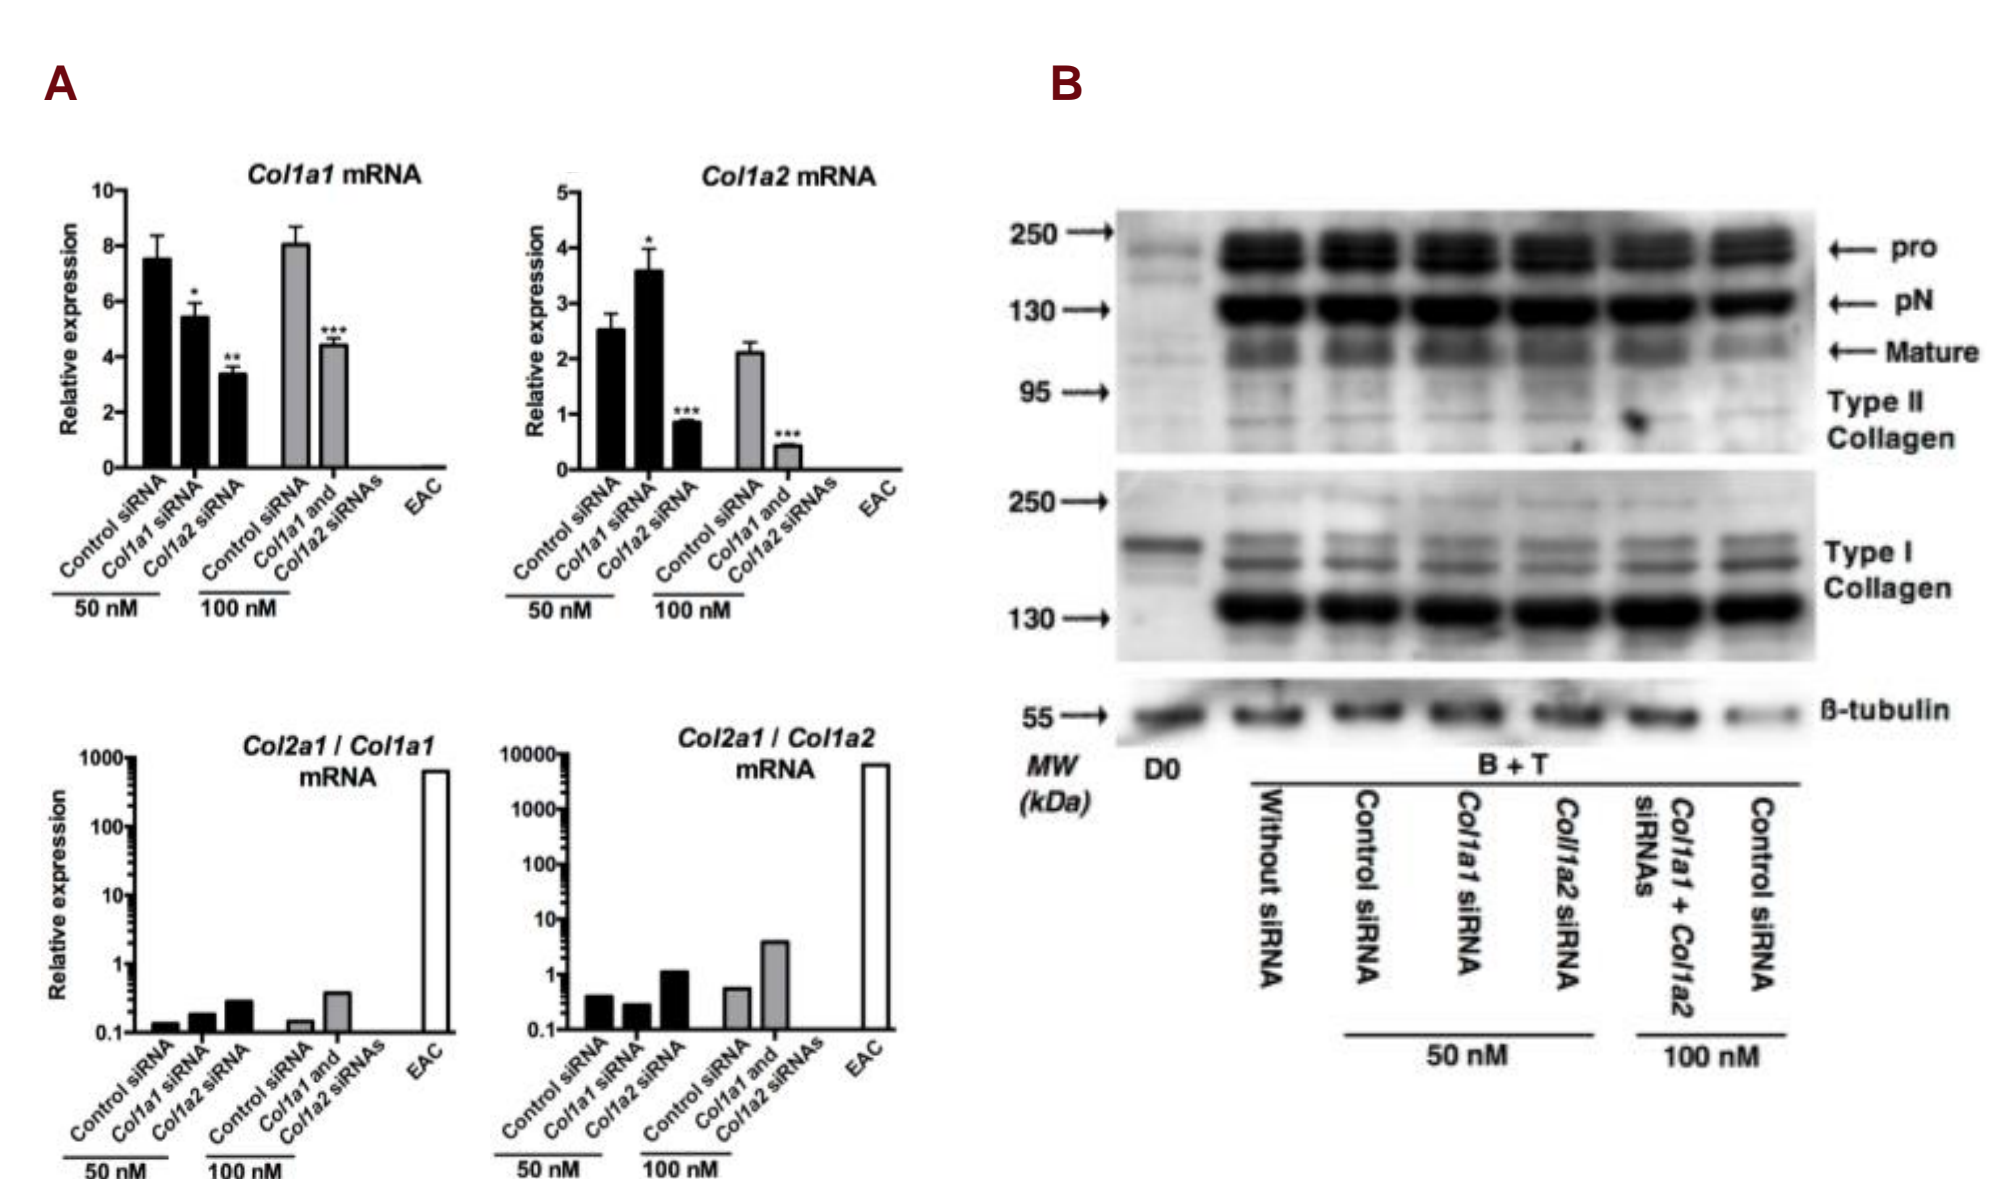 A
B
Col1a1 mRNA
Relative expression
10
8
6
4
2
0
*
**
***
Control siRNA
Col1a1 siRNA
Col1a2 siRNA
Control siRNA
Col1a1 and
Col1a2 siRNAs
EAC
50 nM
100 nM
Col1a2 mRNA
Relative expression
5
4
3
2
1
0
*
***
***
Control siRNA
Col1a1 siRNA
Col1a2 siRNA
Control siRNA
Col1a1 and
Col1a2 siRNAs
EAC
50 nM
100 nM
Col2a1 / Col1a1
mRNA
Relative expression
1000
100
10
1
0.1
Control siRNA
Col1a1 siRNA
Col1a2 siRNA
Control siRNA
Col1a1 and
Col1a2 siRNAs
EAC
50 nM
100 nM
Col2a1 / Col1a2
mRNA
10000
1000
100
10
1
0.1
Control siRNA
Col1a1 siRNA
Col1a2 siRNA
Control siRNA
Col1a1 and
Col1a2 siRNAs
EAC
50 nM
100 nM
250
130
95
pro
pN
Mature
Type II
Collagen
250
130
Type I
Collagen
55
ß-tubulin
MW
(kDa)
D0
B + T
Without siRNA
Control siRNA
Col1a1 siRNA
Col1a2 siRNA
Col1a1 + Col1a2
siRNAs
Control siRNA
50 nM
100 nM